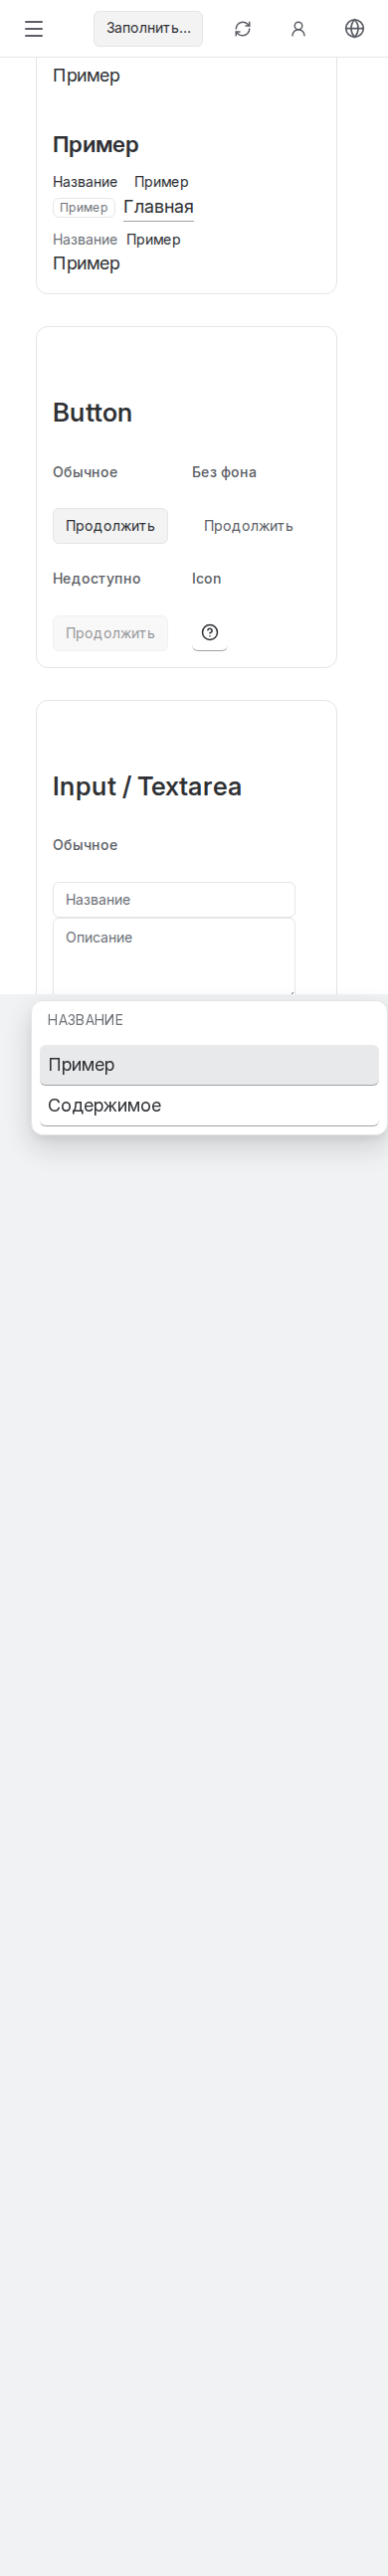 Заполнить...
Пример
Пример
Название Пример
Пример Главная
Название Пример
Пример
Button
Обычное Без фона
Продолжить Продолжить
Недоступно Icon
Продолжить
Input / Textarea
Обычное
Название
Описание
НАЗВАНИЕ
Пример
Содержимое